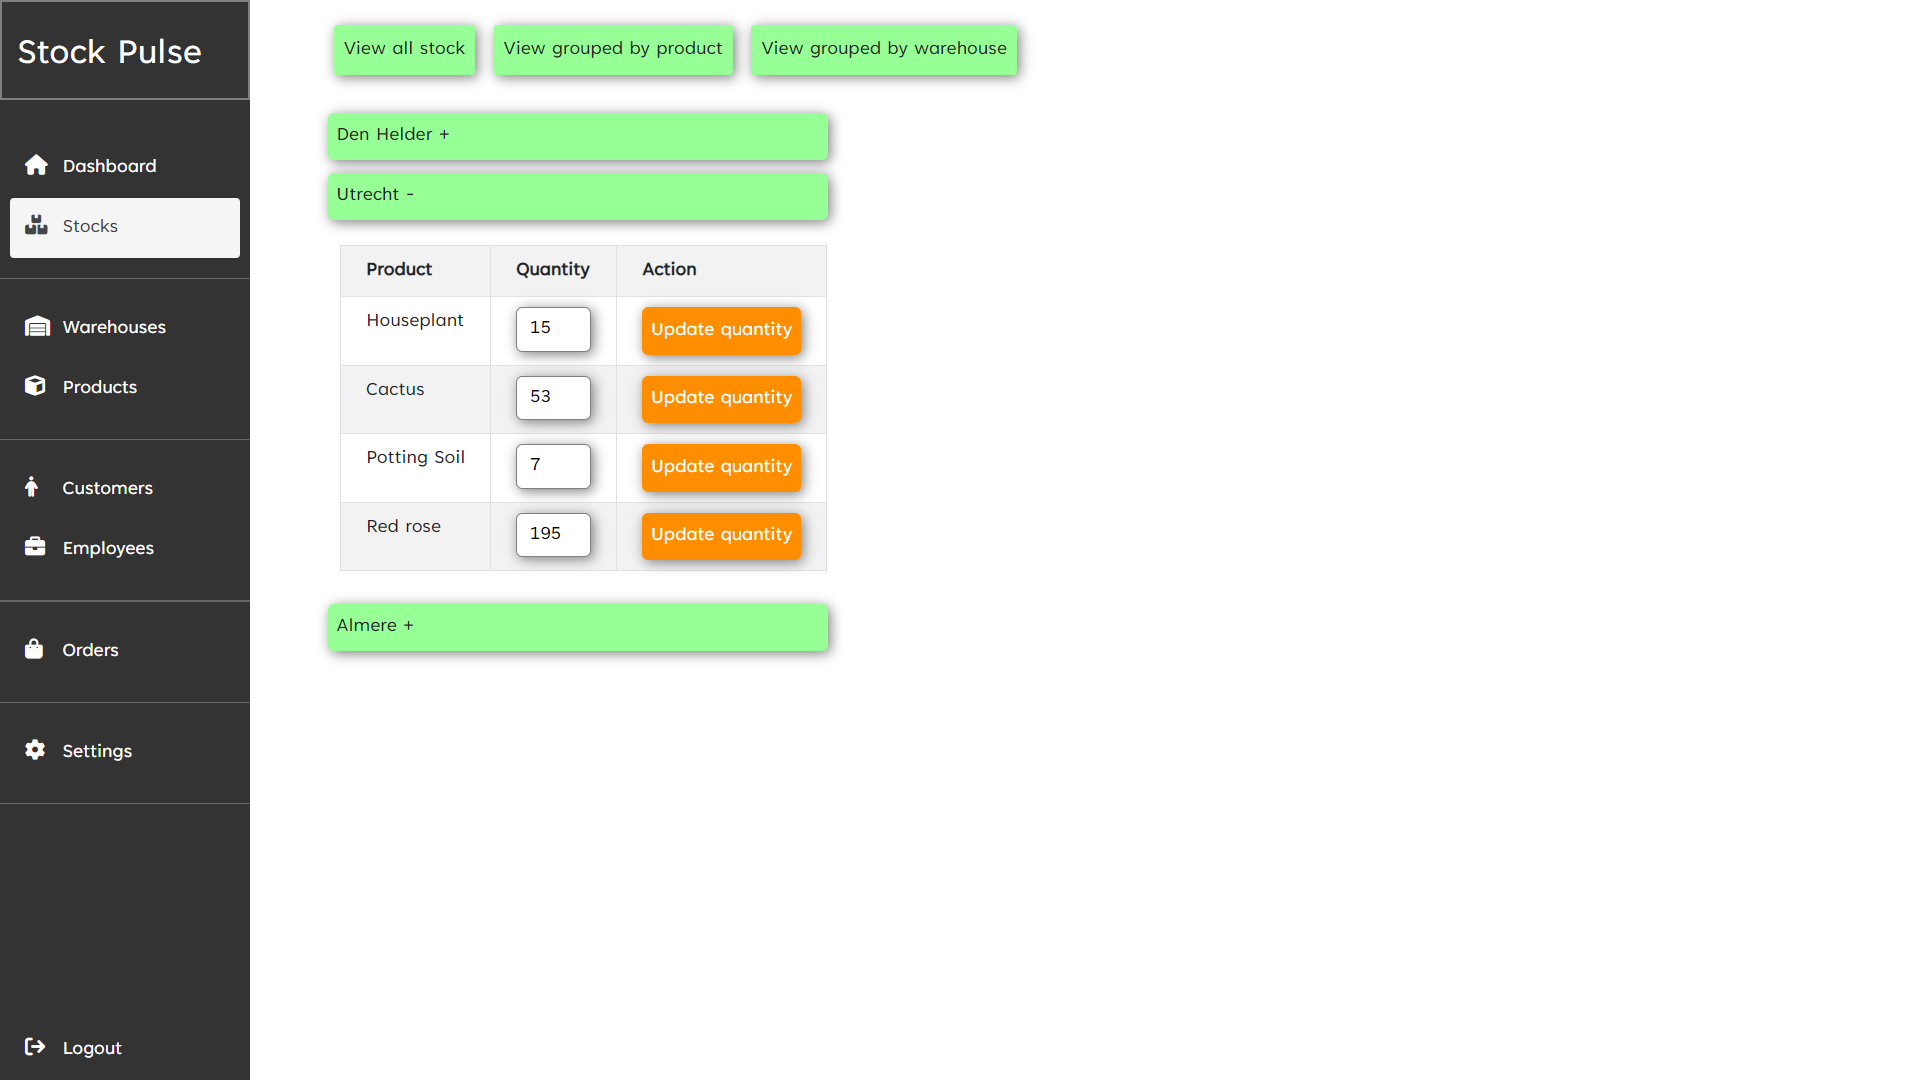 Stock Pulse
Dashboard
Stocks
Warehouses
Products
Customers
Employees
Orders
Settings
Logout
View all stock
View grouped by product
View grouped by warehouse
Den Helder +
Utrecht -
Product Quantity Action
Houseplant 15 Update quantity
Cactus 53 Update quantity
Potting Soil 7 Update quantity
Red rose 195 Update quantity
Almere +